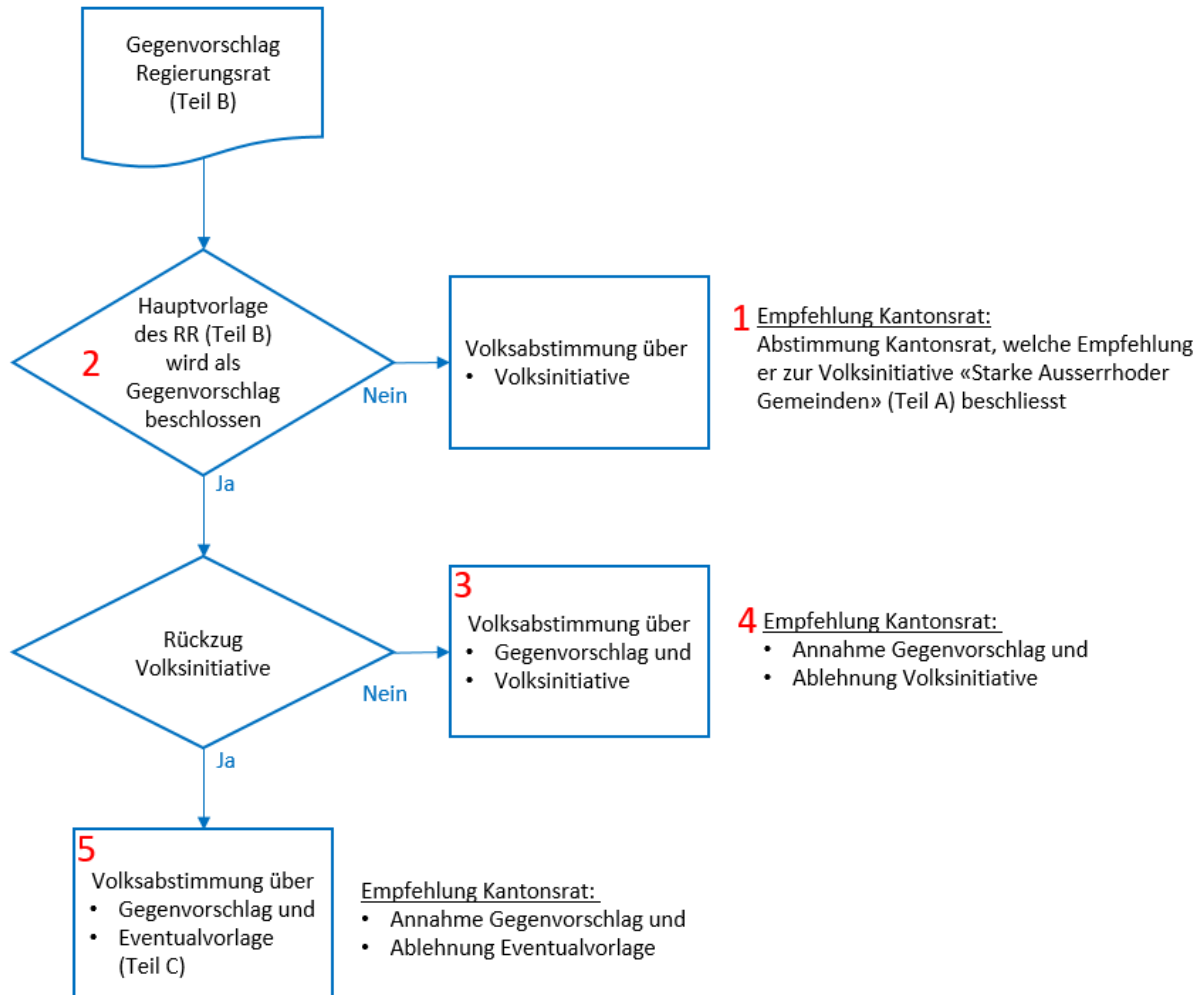 Gegenvorschlag
Regierungsrat
(Teil B)
Hauptvorlage
des RR (Teil B)
2
wird als
Gegenvorschlag
beschlossen
Nein
Volksabstimmung über
• Volksinitiative
1 Empfehlung Kantonsrat:
Abstimmung Kantonsrat, welche Empfehlung
er zur Volksinitiative «Starke Ausserrhoder
Gemeinden» (Teil A) beschliesst
Ja
Rückzug
Volksinitiative
Nein
3
Volksabstimmung über
• Gegenvorschlag und
• Volksinitiative
4 Empfehlung Kantonsrat:
• Annahme Gegenvorschlag und
• Ablehnung Volksinitiative
Ja
5
Volksabstimmung über
• Gegenvorschlag und
• Eventualvorlage
(Teil C)
Empfehlung Kantonsrat:
• Annahme Gegenvorschlag und
• Ablehnung Eventualvorlage